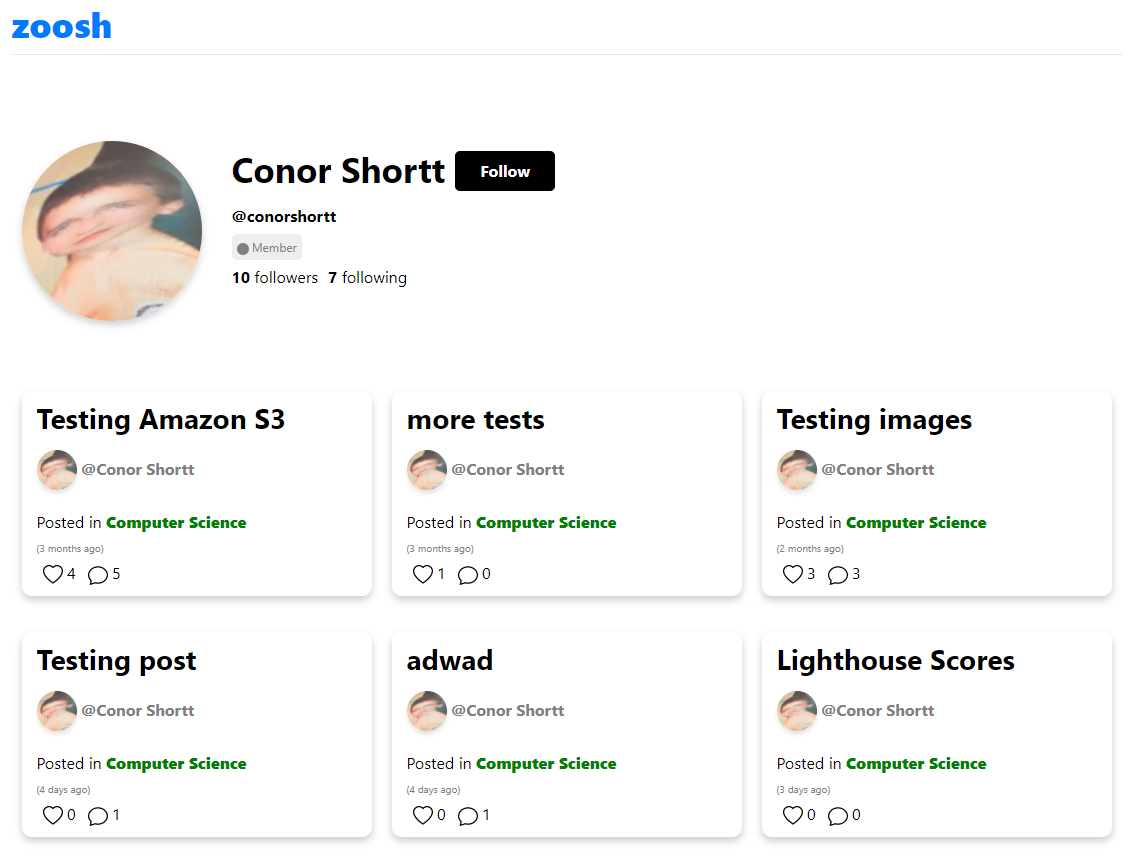 zoosh
Conor Shortt Follow
@conorshortt
Member
10 followers 7 following
Testing Amazon S3
@Conor Shortt
Posted in Computer Science
(3 months ago)
4 5
more tests
@Conor Shortt
Posted in Computer Science
(3 months ago)
1 0
Testing images
@Conor Shortt
Posted in Computer Science
(2 months ago)
3 3
Testing post
@Conor Shortt
Posted in Computer Science
(4 days ago)
0 1
adwad
@Conor Shortt
Posted in Computer Science
(4 days ago)
0 1
Lighthouse Scores
@Conor Shortt
Posted in Computer Science
(3 days ago)
0 0